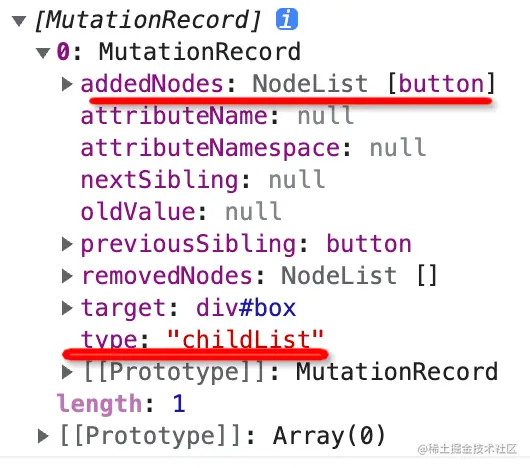 [MutationRecord] i
0: MutationRecord
addedNodes: NodeList [button]
attributeName: null
attributeNamespace: null
nextSibling: null
oldValue: null
previousSibling: button
removedNodes: NodeList []
target: div#box
type: "childList"
[[Prototype]]: MutationRecord
length: 1
[[Prototype]]: Array(0)
@稀土掘金技术社区